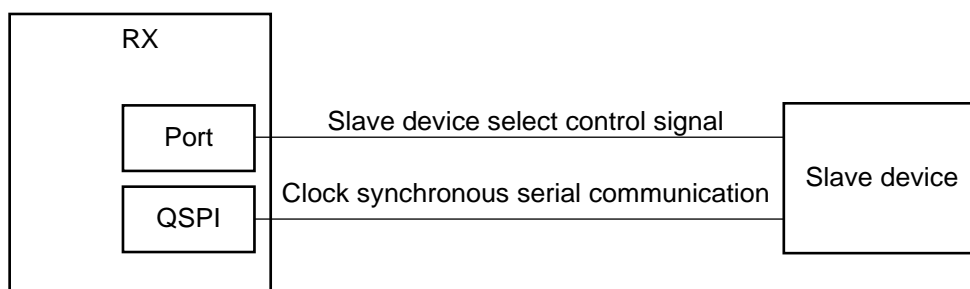 RX
Port
Slave device select control signal
Slave device
Clock synchronous serial communication
QSPI